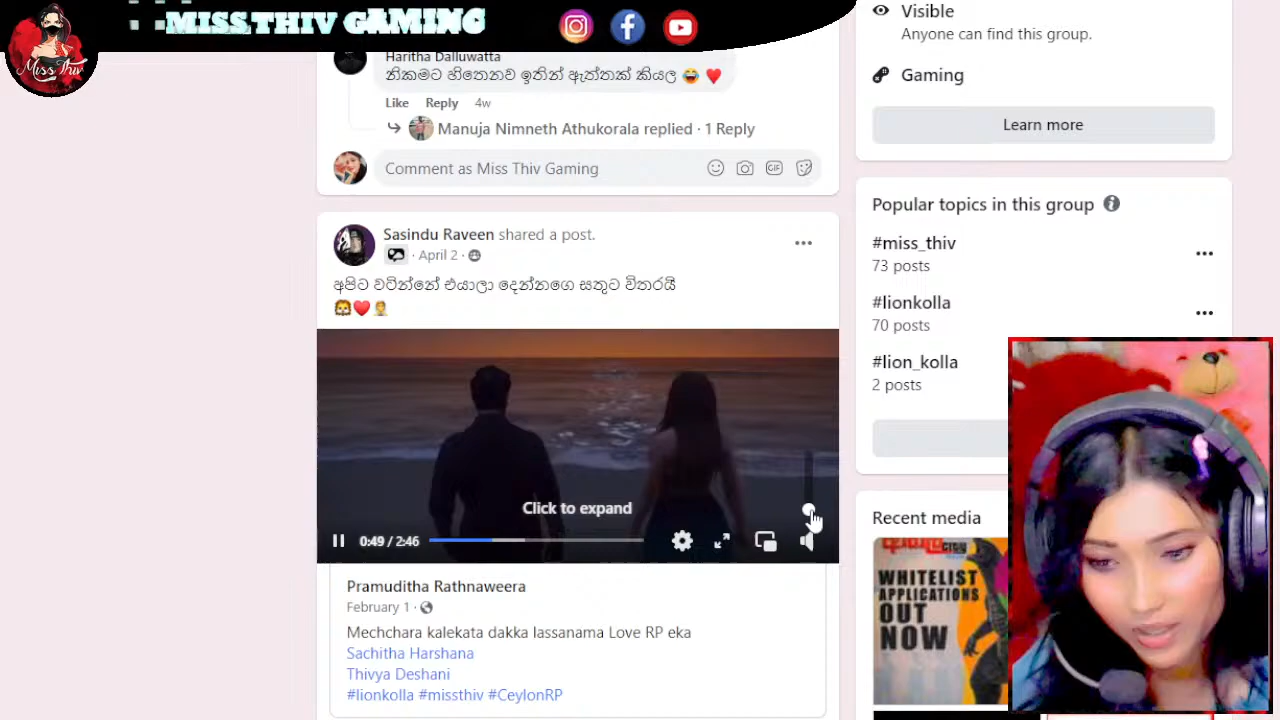 MISS THIV GAMING
Miss Thiv
Haritha Dalluwatta
නිකමට හිතෙනව ඉතින් ඇත්තක් කියල 😂 ❤️
Like Reply 4w
Manuja Nimneth Athukorala replied · 1 Reply
Comment as Miss Thiv Gaming
GIF
Sasindu Raveen shared a post.
· April 2 ·
අපිට වටින්නේ එයාලා දෙන්නගෙ සතුට විතරයි
🦁❤️🤦‍♂️
Click to expand
0:49 / 2:46
Pramuditha Rathnaweera
February 1 ·
Mechchara kalekata dakka lassanama Love RP eka
Sachitha Harshana
Thivya Deshani
#lionkolla #missthiv #CeylonRP
Visible
Anyone can find this group.
Gaming
Learn more
Popular topics in this group
#miss_thiv
73 posts
#lionkolla
70 posts
#lion_kolla
2 posts
Recent media
CITY
WHITELIST
APPLICATIONS
OUT
NOW